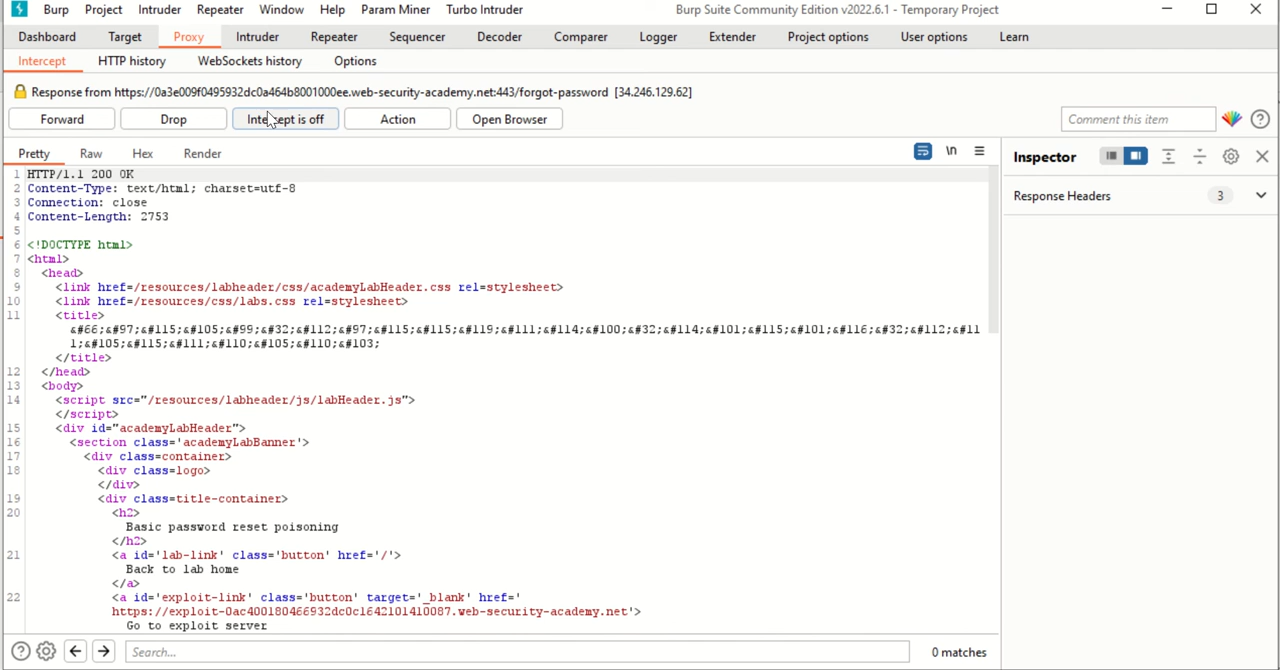 Burp Project Intruder Repeater Window Help Param Miner Turbo Intruder Burp Suite Community Edition v2022.6.1 - Temporary Project
Dashboard Target Proxy Intruder Repeater Sequencer Decoder Comparer Logger Extender Project options User options Learn
Intercept HTTP history WebSockets history Options
Response from https://0a3e009f0495932dc0a464b8001000ee.web-security-academy.net:443/forgot-password [34.246.129.62]
Forward Drop Intercept is off Action Open Browser Comment this item
Pretty Raw Hex Render \n Inspector
Response Headers 3
1 HTTP/1.1 200 OK
2 Content-Type: text/html; charset=utf-8
3 Connection: close
4 Content-Length: 2753
5
6 <!DOCTYPE html>
7 <html>
8 <head>
9 <link href=/resources/labheader/css/academyLabHeader.css rel=stylesheet>
10 <link href=/resources/css/labs.css rel=stylesheet>
11 <title>
&#66;&#97;&#115;&#105;&#99;&#32;&#112;&#97;&#115;&#115;&#119;&#111;&#114;&#100;&#32;&#114;&#101;&#115;&#101;&#116;&#32;&#112;&#11
1;&#105;&#115;&#111;&#110;&#105;&#110;&#103;
</title>
12 </head>
13 <body>
14 <script src="/resources/labheader/js/labHeader.js">
</script>
15 <div id="academyLabHeader">
16 <section class='academyLabBanner'>
17 <div class=container>
18 <div class=logo>
</div>
19 <div class=title-container>
20 <h2>
Basic password reset poisoning
</h2>
21 <a id='lab-link' class='button' href='/'>
Back to lab home
</a>
22 <a id='exploit-link' class='button' target='_blank' href='
https://exploit-0ac400180466932dc0c1642101410087.web-security-academy.net'>
Go to exploit server
Search... 0 matches